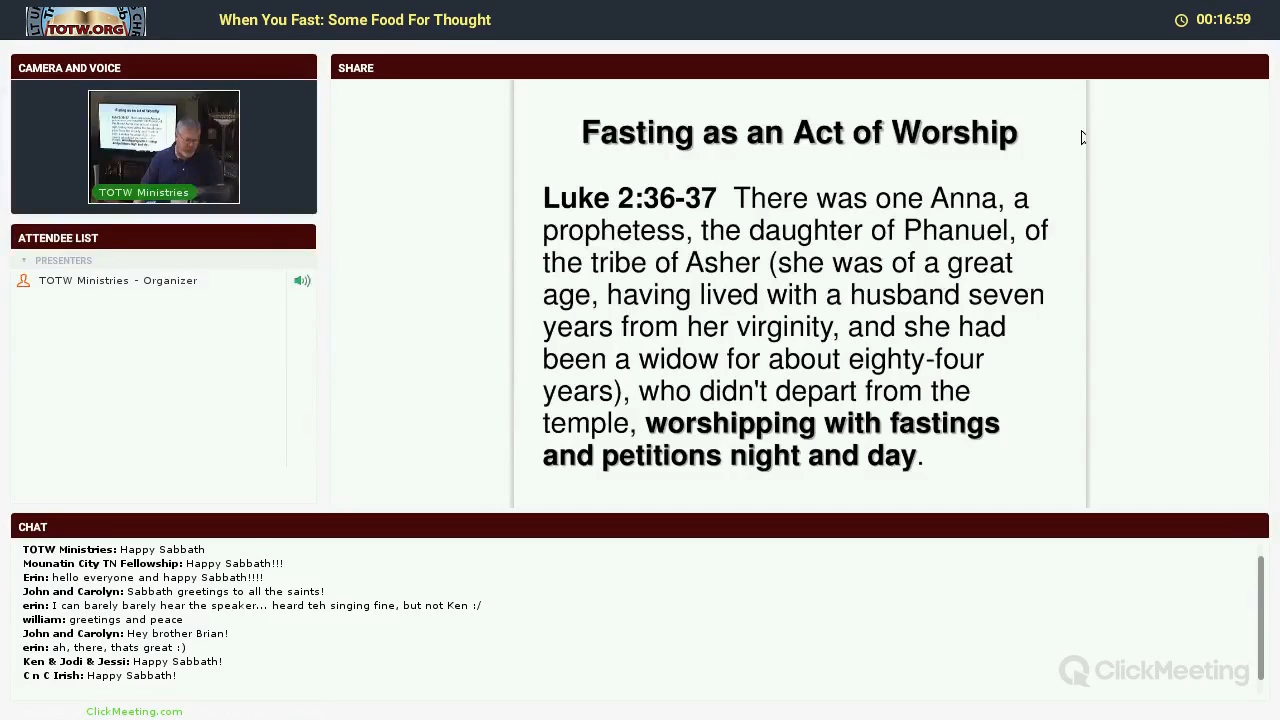 TOTW.ORG
When You Fast: Some Food For Thought
00:16:59
CAMERA AND VOICE
Fasting as an Act of Worship
TOTW Ministries
ATTENDEE LIST
PRESENTERS
TOTW Ministries - Organizer
SHARE
Fasting as an Act of Worship
Luke 2:36-37 There was one Anna, a
prophetess, the daughter of Phanuel, of
the tribe of Asher (she was of a great
age, having lived with a husband seven
years from her virginity, and she had
been a widow for about eighty-four
years), who didn't depart from the
temple, worshipping with fastings
and petitions night and day.
CHAT
TOTW Ministries: Happy Sabbath
Mounatin City TN Fellowship: Happy Sabbath!!!
Erin: hello everyone and happy Sabbath!!!!
John and Carolyn: Sabbath greetings to all the saints!
erin: I can barely barely hear the speaker... heard teh singing fine, but not Ken :/
william: greetings and peace
John and Carolyn: Hey brother Brian!
erin: ah, there, thats great :)
Ken & Jodi & Jessi: Happy Sabbath!
C n C Irish: Happy Sabbath!
ClickMeeting
ClickMeeting.com